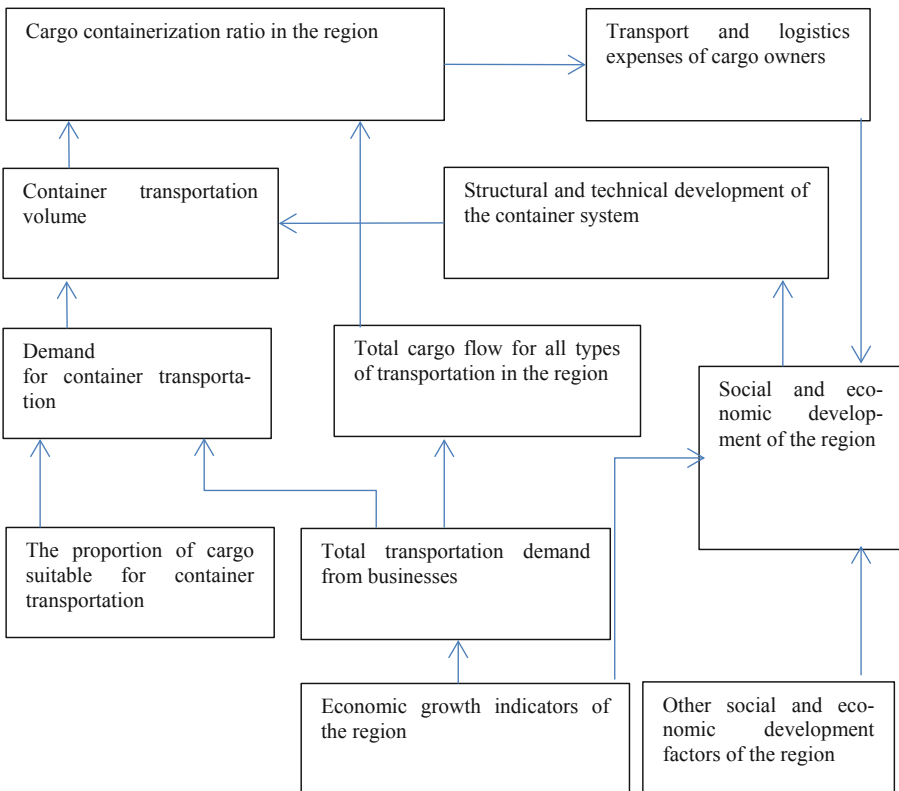 Cargo containerization ratio in the region
Transport and logistics
expenses of cargo owners
Container transportation
volume
Structural and technical development of
the container system
Demand
for container transporta-
tion
Total cargo flow for all types
of transportation in the region
Social and eco-
nomic develop-
ment of the region
The proportion of cargo
suitable for container
transportation
Total transportation demand
from businesses
Economic growth indicators of
the region
Other social and eco-
nomic development
factors of the region